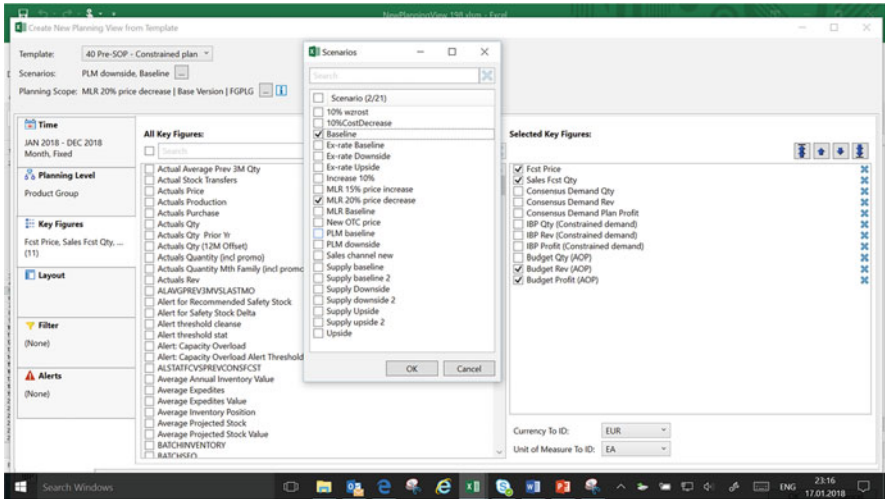 NewPlanningView_198.xlsm - Excel
Create New Planning View from Template
Template: 40 Pre-SOP - Constrained plan
Scenarios: PLM downside, Baseline ...
Planning Scope: MLR 20% price decrease | Base Version | FGPLG ...
Time
JAN 2018 - DEC 2018
Month, Fixed
Planning Level
Product Group
Key Figures
Fcst Price, Sales Fcst Qty, ...
(11)
Layout
Filter
(None)
Alerts
(None)
All Key Figures:
Search
Actual Average Prev 3M Qty
Actual Stock Transfers
Actuals Price
Actuals Production
Actuals Purchase
Actuals Qty
Actuals Qty Prior Yr
Actuals Qty (12M Offset)
Actuals Quantity (incl promo)
Actuals Quantity Mth Family (incl promo
Actuals Rev
ALAVGPREV3MVSLASTMO
Alert for Recommended Safety Stock
Alert for Safety Stock Delta
Alert threshold cleanse
Alert threshold stat
Alert: Capacity Overload
Alert: Capacity Overload Alert Threshold
ALSTATFCVSPREVCONSFCST
Average Annual Inventory Value
Average Expedites
Average Expedites Value
Average Inventory Position
Average Projected Stock
Average Projected Stock Value
BATCHINVENTORY
BATCHSEQ
Scenarios
Search
Scenario (2/21)
10% wzrost
10%CostDecrease
Baseline
Ex-rate Baseline
Ex-rate Downside
Ex-rate Upside
Increase 10%
MLR 15% price increase
MLR 20% price decrease
MLR Baseline
New OTC price
PLM baseline
PLM downside
Sales channel new
Supply baseline
Supply baseline 2
Supply Downside
Supply downside 2
Supply Upside
Supply upside 2
Upside
OK Cancel
Selected Key Figures:
Fcst Price
Sales Fcst Qty
Consensus Demand Qty
Consensus Demand Rev
Consensus Demand Plan Profit
IBP Qty (Constrained demand)
IBP Rev (Constrained demand)
IBP Profit (Constrained demand)
Budget Qty (AOP)
Budget Rev (AOP)
Budget Profit (AOP)
Currency To ID: EUR
Unit of Measure To ID: EA
Search Windows
ENG
23:16
17.01.2018